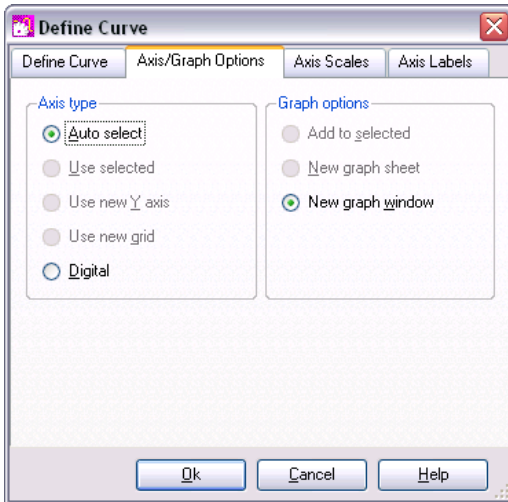 Define Curve
Define Curve Axis/Graph Options Axis Scales Axis Labels
Axis type
Auto select
Use selected
Use new Y axis
Use new grid
Digital
Graph options
Add to selected
New graph sheet
New graph window
Ok Cancel Help